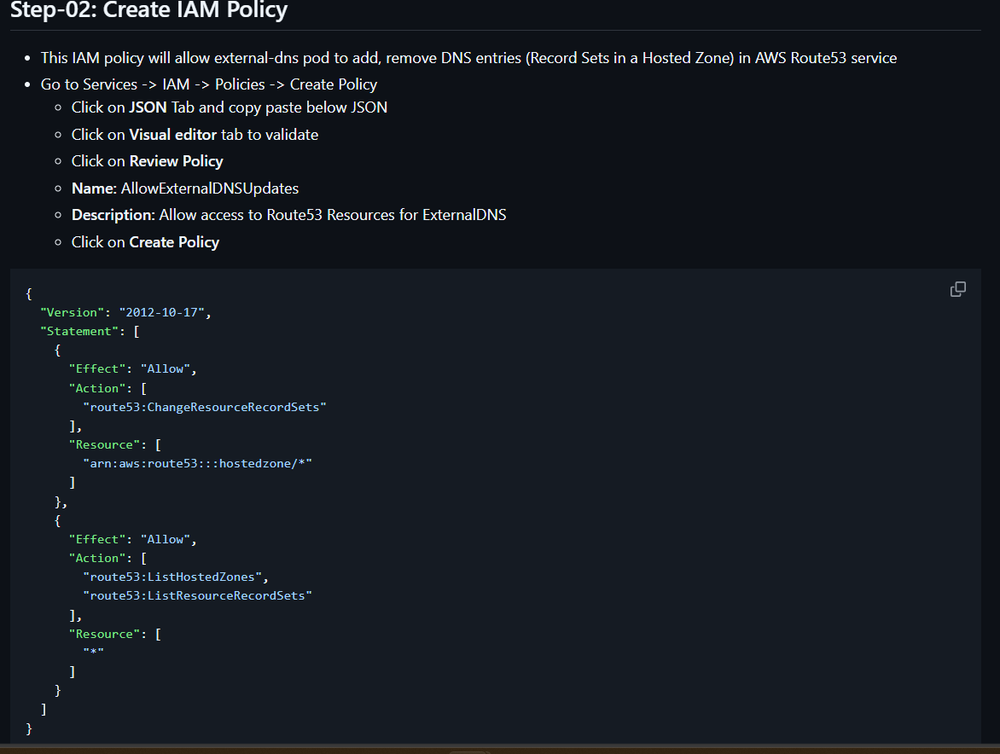 Step-02: Create IAM Policy
This IAM policy will allow external-dns pod to add, remove DNS entries (Record Sets in a Hosted Zone) in AWS Route53 service
Go to Services -> IAM -> Policies -> Create Policy
Click on JSON Tab and copy paste below JSON
Click on Visual editor tab to validate
Click on Review Policy
Name: AllowExternalDNSUpdates
Description: Allow access to Route53 Resources for ExternalDNS
Click on Create Policy
{
  "Version": "2012-10-17",
  "Statement": [
    {
      "Effect": "Allow",
      "Action": [
        "route53:ChangeResourceRecordSets"
      ],
      "Resource": [
        "arn:aws:route53:::hostedzone/*"
      ]
    },
    {
      "Effect": "Allow",
      "Action": [
        "route53:ListHostedZones",
        "route53:ListResourceRecordSets"
      ],
      "Resource": [
        "*"
      ]
    }
  ]
}